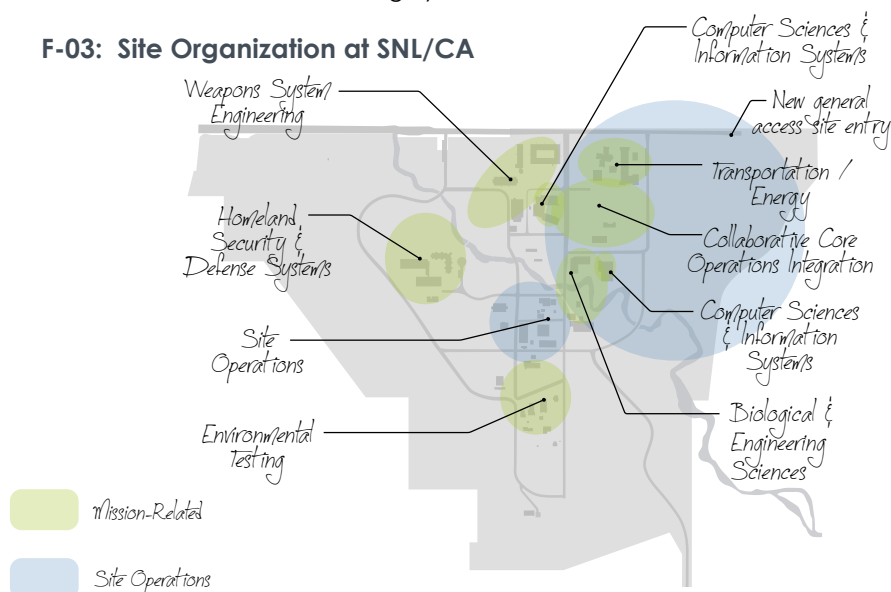 F-03: Site Organization at SNL/CA
Computer Sciences &
Information Systems
Weapons System
Engineering
New general
access site entry
Transportation /
Energy
Homeland
Security &
Defense Systems
Collaborative Core
Operations Integration
Computer Sciences
& Information
Systems
Site
Operations
Biological &
Engineering
Sciences
Environmental
Testing
Mission-Related
Site Operations